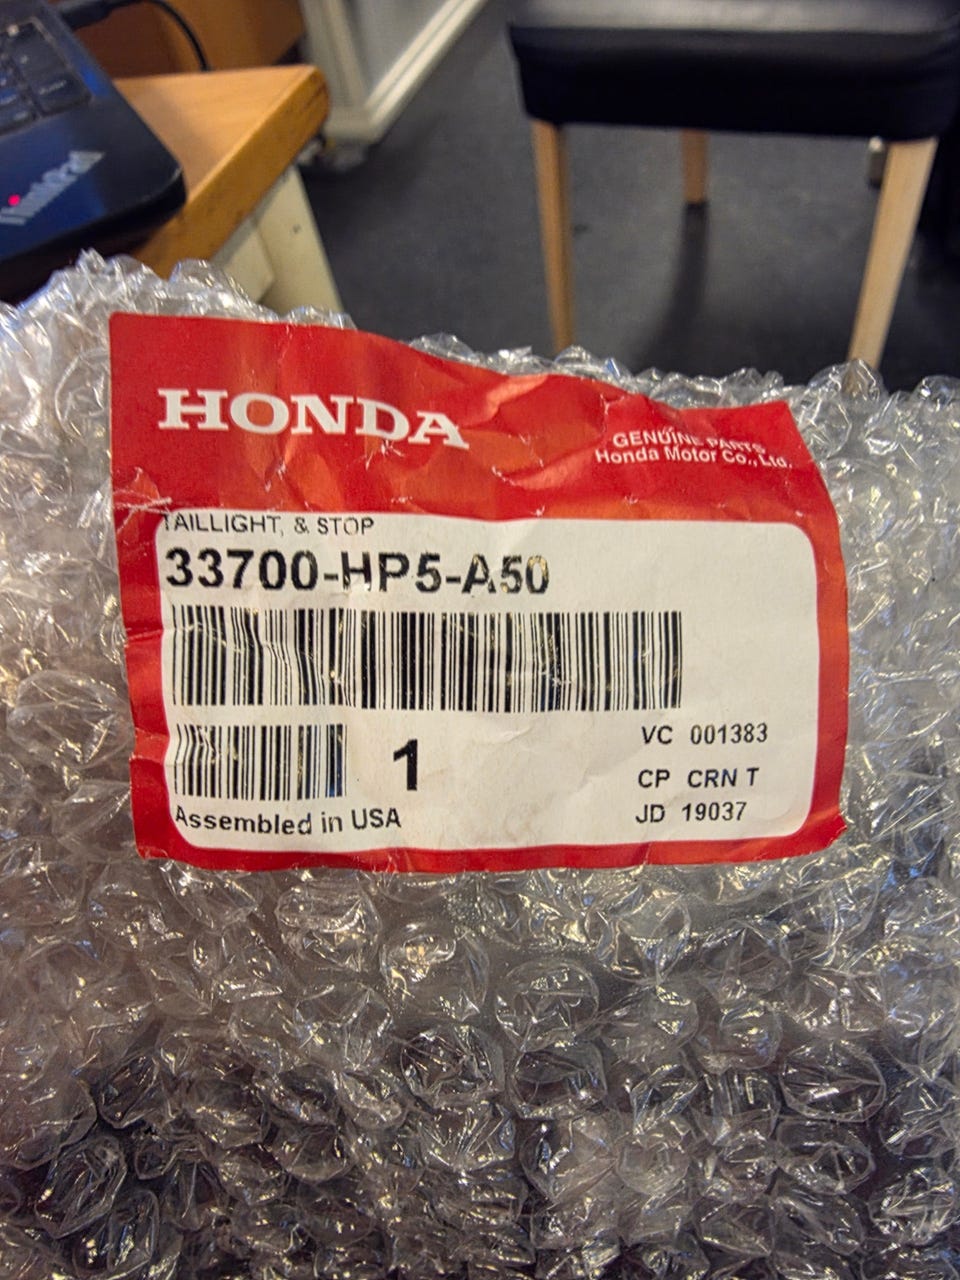 ThinkPad
HONDA
GENUINE PARTS
Honda Motor Co., Ltd.
TAILLIGHT, & STOP
33700-HP5-A50
1
VC 001383
CP CRN T
Assembled in USA
JD 19037